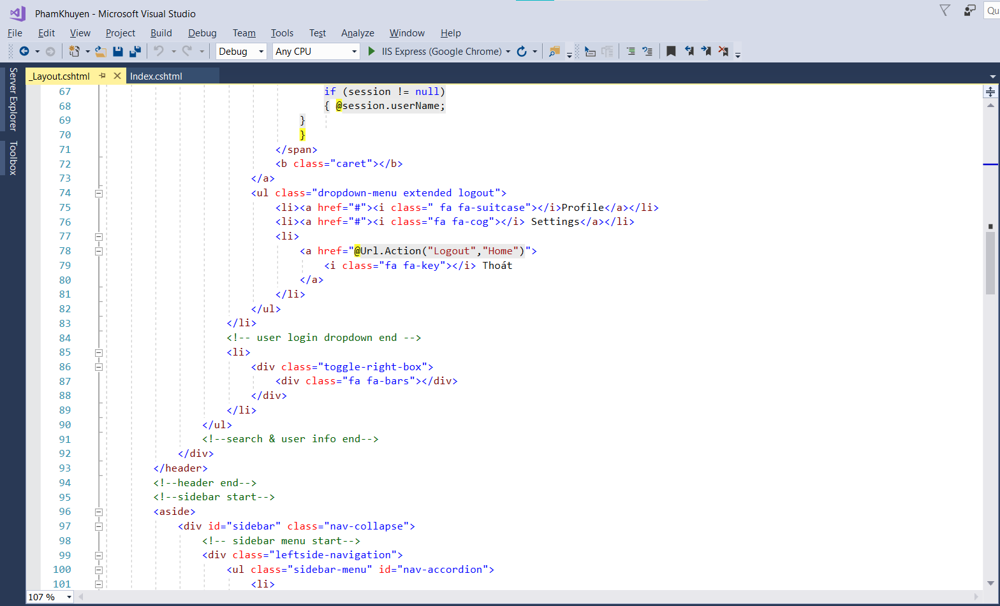 PhamKhuyen - Microsoft Visual Studio
Qu
File Edit View Project Build Debug Team Tools Test Analyze Window Help
Debug Any CPU IIS Express (Google Chrome)
Server Explorer
Toolbox
_Layout.cshtml Index.cshtml
67 if (session != null)
68 { @session.userName;
69 }
70 }
71 </span>
72 <b class="caret"></b>
73 </a>
74 <ul class="dropdown-menu extended logout">
75 <li><a href="#"><i class=" fa fa-suitcase"></i>Profile</a></li>
76 <li><a href="#"><i class="fa fa-cog"></i> Settings</a></li>
77 <li>
78 <a href="@Url.Action("Logout","Home")">
79 <i class="fa fa-key"></i> Thoát
80 </a>
81 </li>
82 </ul>
83 </li>
84 <!-- user login dropdown end -->
85 <li>
86 <div class="toggle-right-box">
87 <div class="fa fa-bars"></div>
88 </div>
89 </li>
90 </ul>
91 <!--search & user info end-->
92 </div>
93 </header>
94 <!--header end-->
95 <!--sidebar start-->
96 <aside>
97 <div id="sidebar" class="nav-collapse">
98 <!-- sidebar menu start-->
99 <div class="leftside-navigation">
100 <ul class="sidebar-menu" id="nav-accordion">
101 <li>
107 %